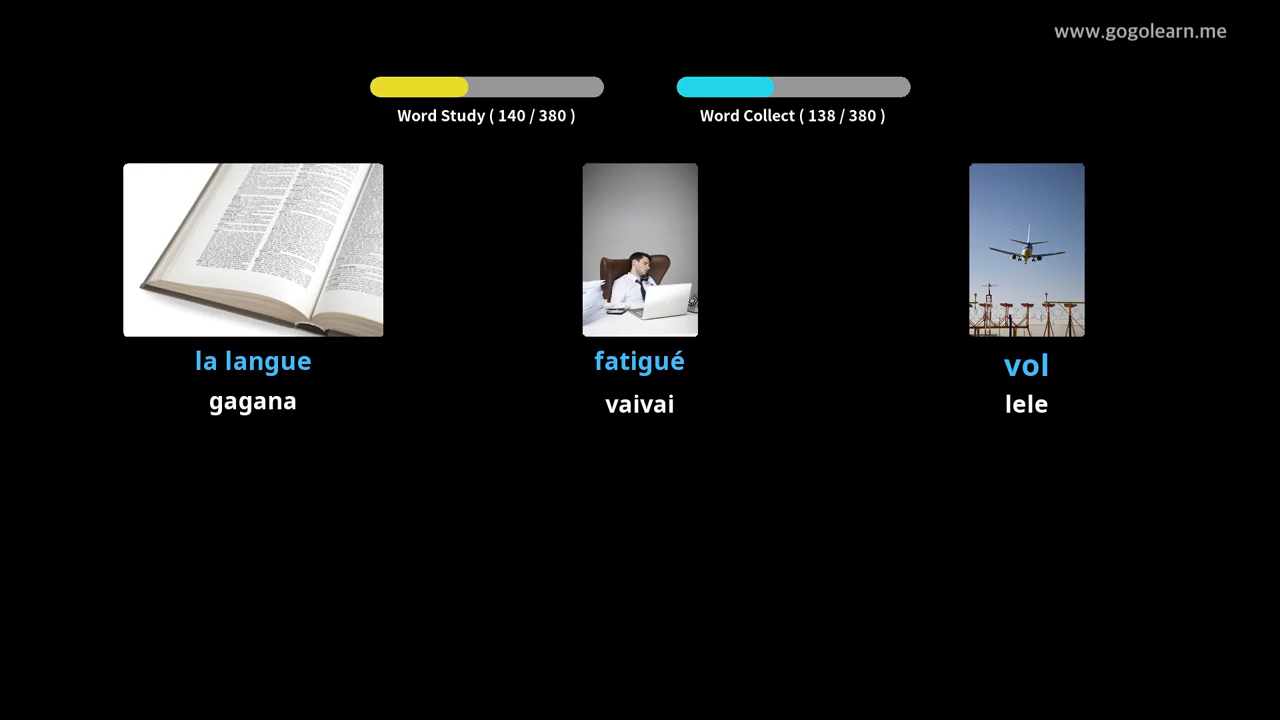 www.gogolearn.me
Word Study ( 140 / 380 )
Word Collect ( 138 / 380 )
la langue
fatigué
vol
gagana
vaivai
lele